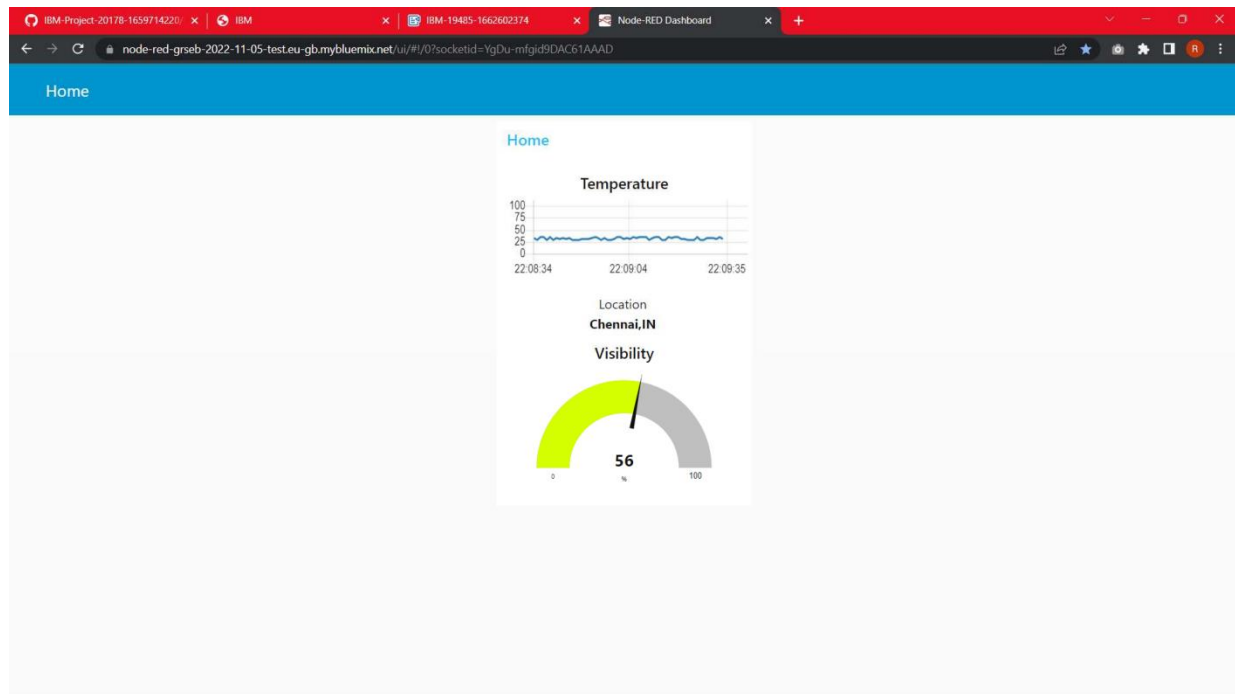 IBM-Project-20178-1659714220/
IBM
IBM-19485-1662602374
Node-RED Dashboard
node-red-grseb-2022-11-05-test.eu-gb.mybluemix.net/ui/#!/0?socketid=YgDu-mfgid9DAC61AAAD
R
Home
Home
Temperature
100
75
50
25
0
22:08:34 22:09:04 22:09:35
Location
Chennai,IN
Visibility
56
0 % 100